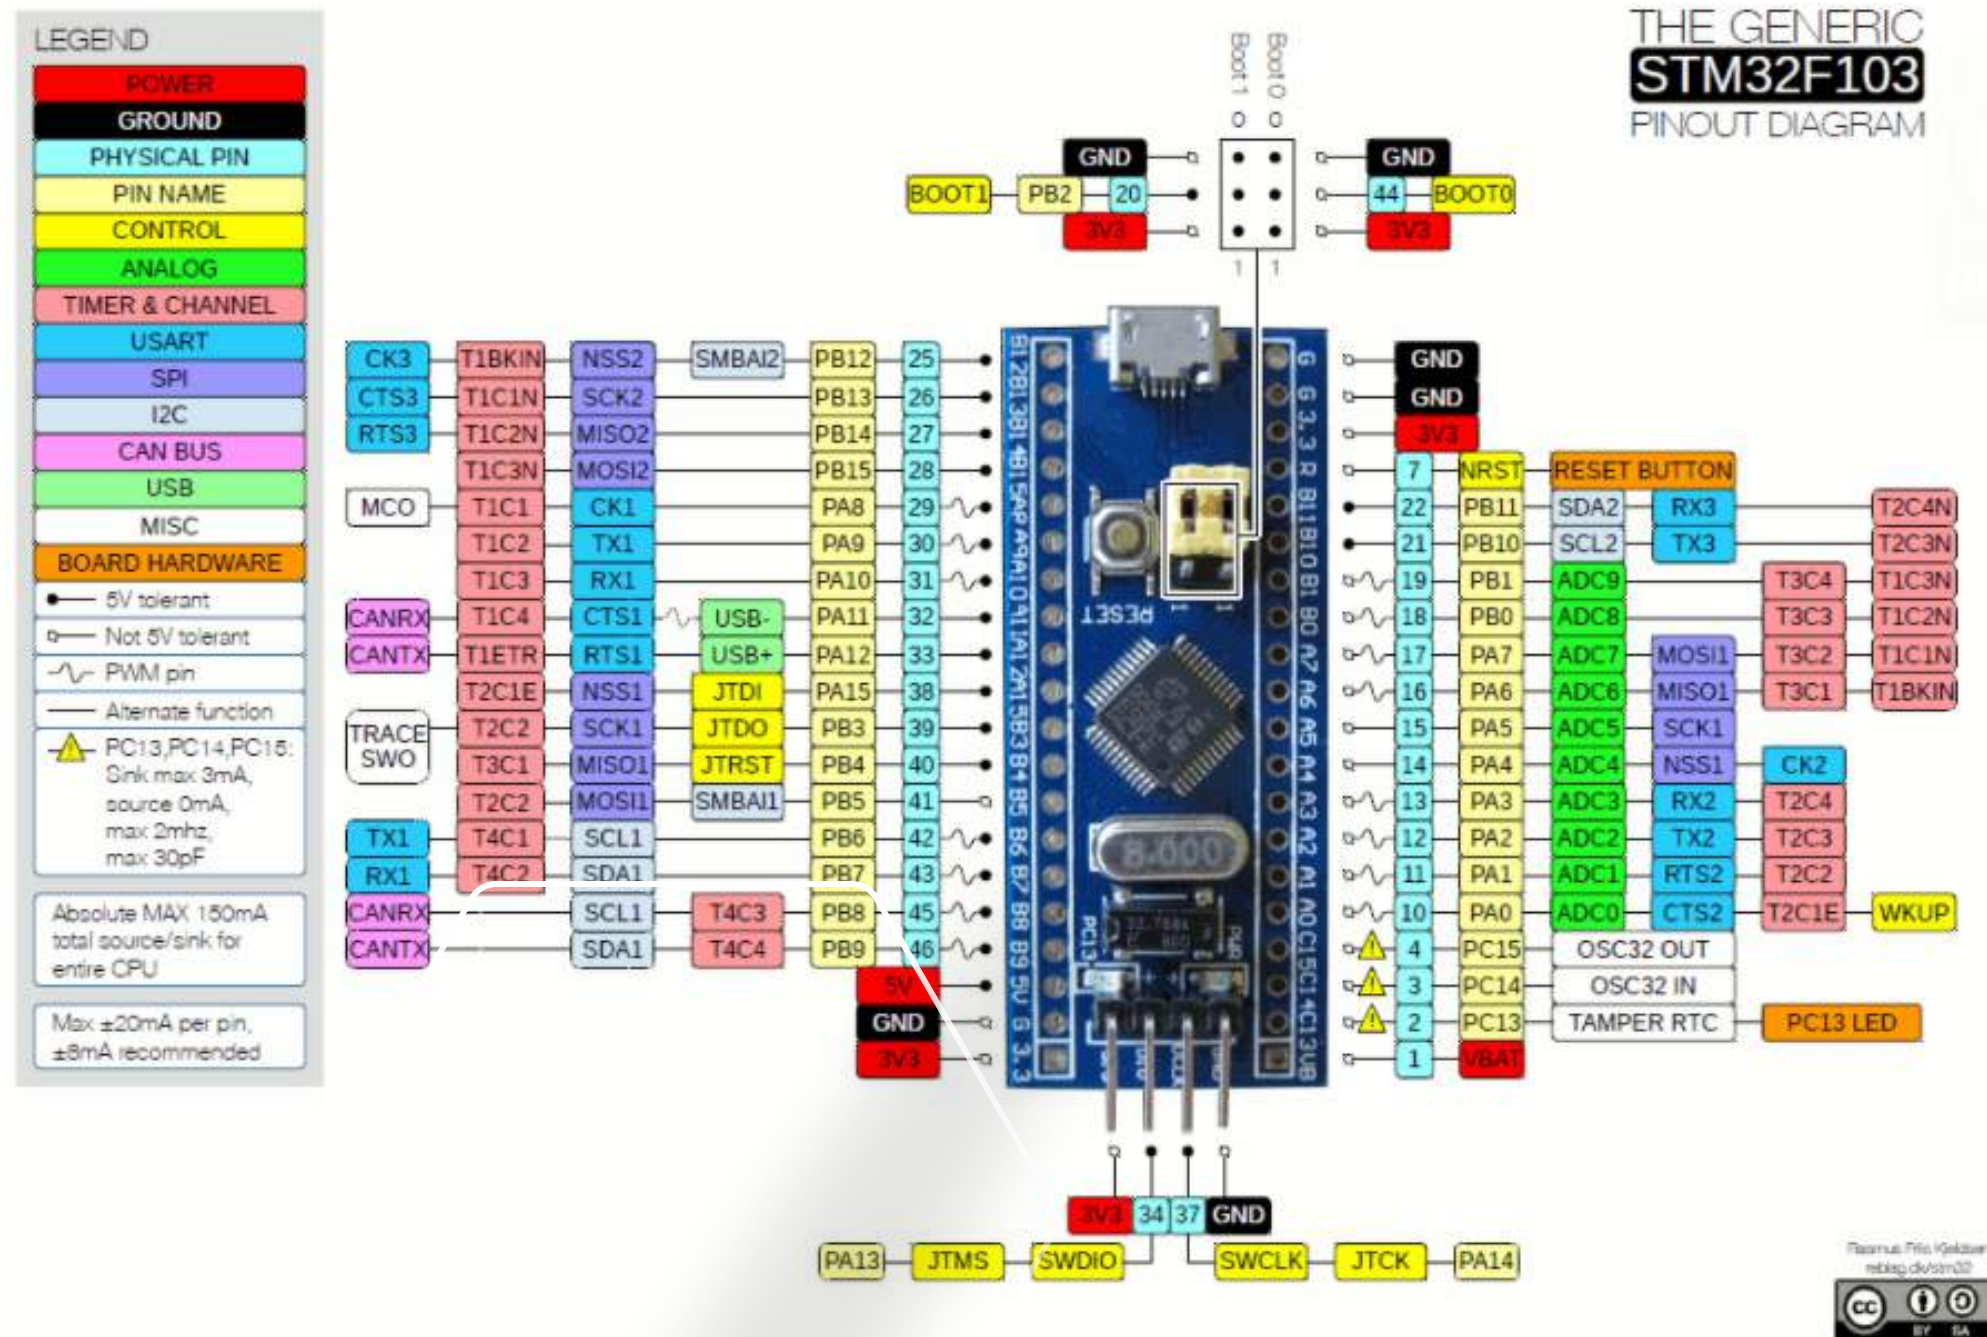 LEGEND
POWER
GROUND
PHYSICAL PIN
PIN NAME
CONTROL
ANALOG
TIMER & CHANNEL
USART
SPI
I2C
CAN BUS
USB
MISC
BOARD HARDWARE
5V tolerant
Not 5V tolerant
PWM pin
Alternate function
PC13,PC14,PC15:
Sink max 3mA,
source 0mA,
max 2mhz,
max 30pF
Absolute MAX 150mA
total source/sink for
entire CPU
Max ±20mA per pin,
±8mA recommended
THE GENERIC
STM32F103
PINOUT DIAGRAM
Boot 1 Boot 0
0 0
GND GND
BOOT1 PB2 20 44 BOOT0
3V3 3V3
1 1
CK3 T1BKIN NSS2 SMBAI2 PB12 25 GND
CTS3 T1C1N SCK2 PB13 26 GND
RTS3 T1C2N MISO2 PB14 27 3V3
T1C3N MOSI2 PB15 28 7 NRST RESET BUTTON
MCO T1C1 CK1 PA8 29 22 PB11 SDA2 RX3 T2C4N
T1C2 TX1 PA9 30 21 PB10 SCL2 TX3 T2C3N
T1C3 RX1 PA10 31 19 PB1 ADC9 T3C4 T1C3N
CANRX T1C4 CTS1 USB- PA11 32 18 PB0 ADC8 T3C3 T1C2N
CANTX T1ETR RTS1 USB+ PA12 33 17 PA7 ADC7 MOSI1 T3C2 T1C1N
T2C1E NSS1 JTDI PA15 38 16 PA6 ADC6 MISO1 T3C1 T1BKIN
TRACE SWO T2C2 SCK1 JTDO PB3 39 15 PA5 ADC5 SCK1
T3C1 MISO1 JTRST PB4 40 14 PA4 ADC4 NSS1 CK2
T2C2 MOSI1 SMBAI1 PB5 41 13 PA3 ADC3 RX2 T2C4
TX1 T4C1 SCL1 PB6 42 12 PA2 ADC2 TX2 T2C3
RX1 T4C2 SDA1 PB7 43 11 PA1 ADC1 RTS2 T2C2
CANRX SCL1 T4C3 PB8 45 10 PA0 ADC0 CTS2 T2C1E WKUP
CANTX SDA1 T4C4 PB9 46 4 PC15 OSC32 OUT
5V 3 PC14 OSC32 IN
GND 2 PC13 TAMPER RTC PC13 LED
3V3 1 VBAT
RESET
8.000
PC13
PWR
3V3 34 37 GND
PA13 JTMS SWDIO SWCLK JTCK PA14
reblag.dk/stm32
cc
BY SA